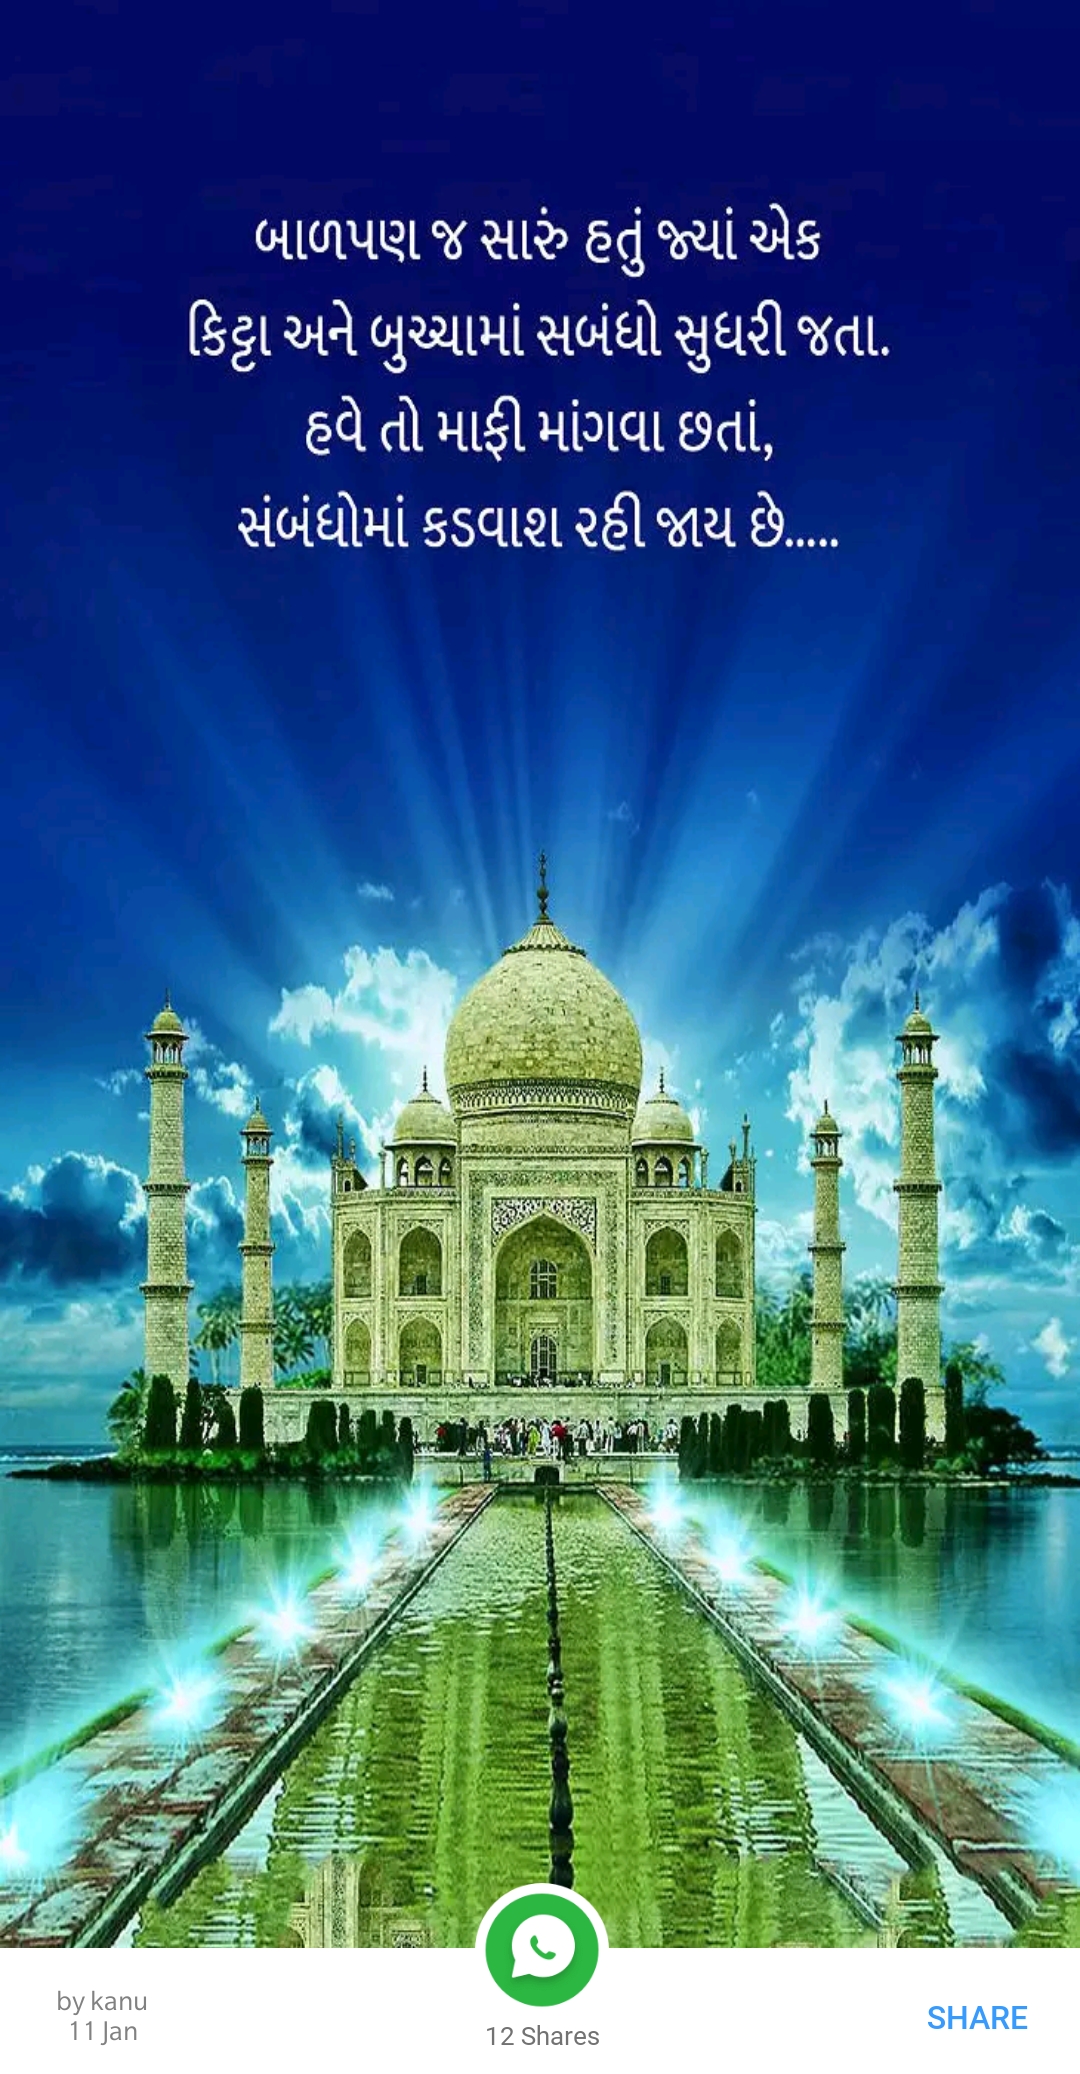 બાળપણ જ સારું હતું જ્યાં એક
કિટ્ટા અને બુચ્ચામાં સબંધો સુધરી જતા.
હવે તો માફી માંગવા છતાં,
સંબંધોમાં કડવાશ રહી જાય છે.....
by kanu
11 Jan
12 Shares
SHARE